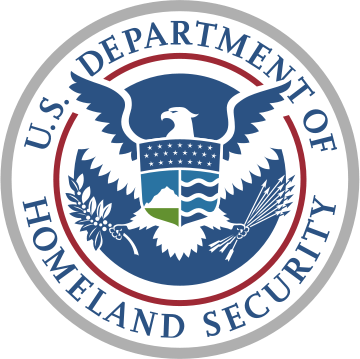 U.S. DEPARTMENT OF
HOMELAND SECURITY